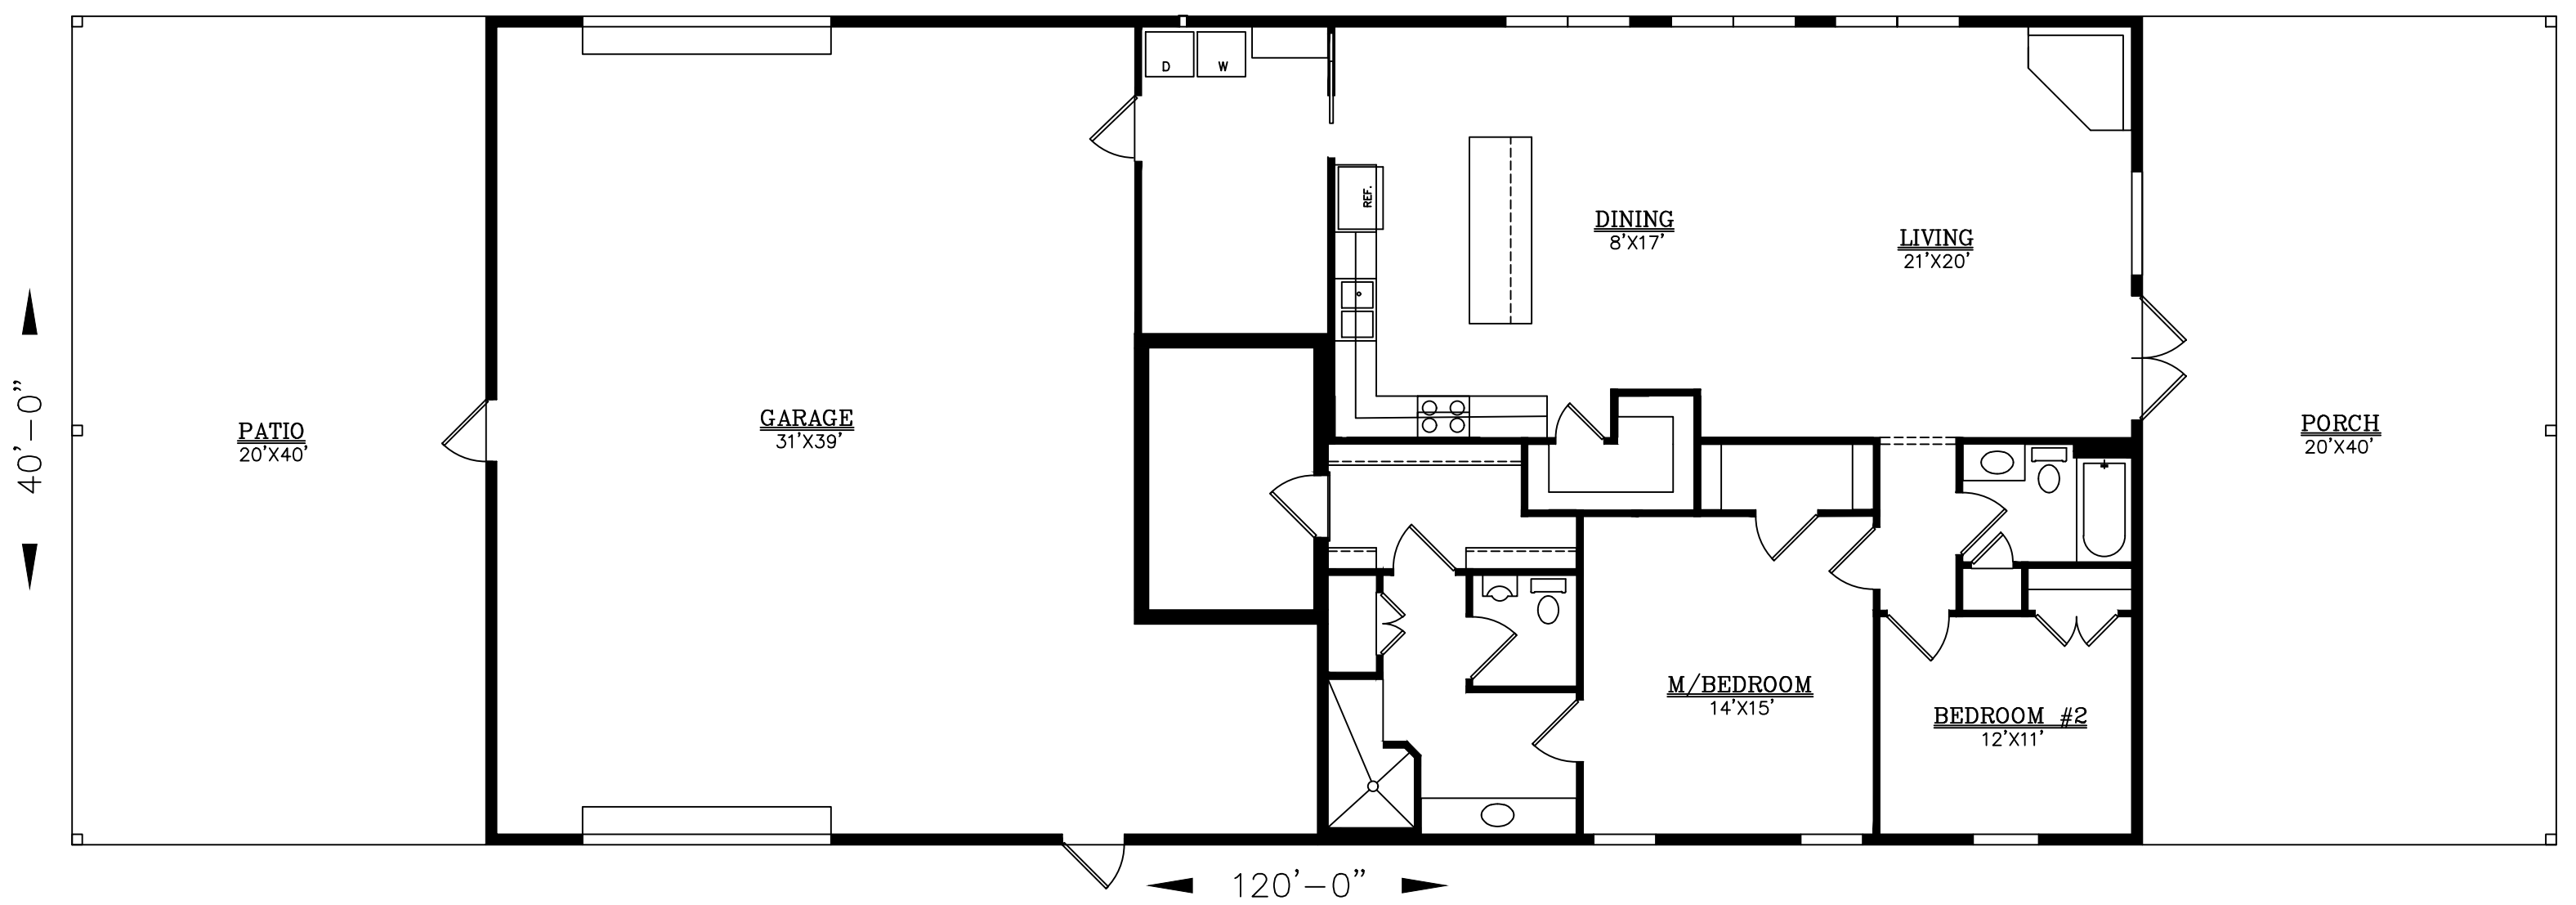 D
W
REF.
DINING
8'X17'
LIVING
21'X20'
40'-0"
PATIO
20'X40'
GARAGE
31'X39'
PORCH
20'X40'
M/BEDROOM
14'X15'
BEDROOM #2
12'X11'
120'-0"